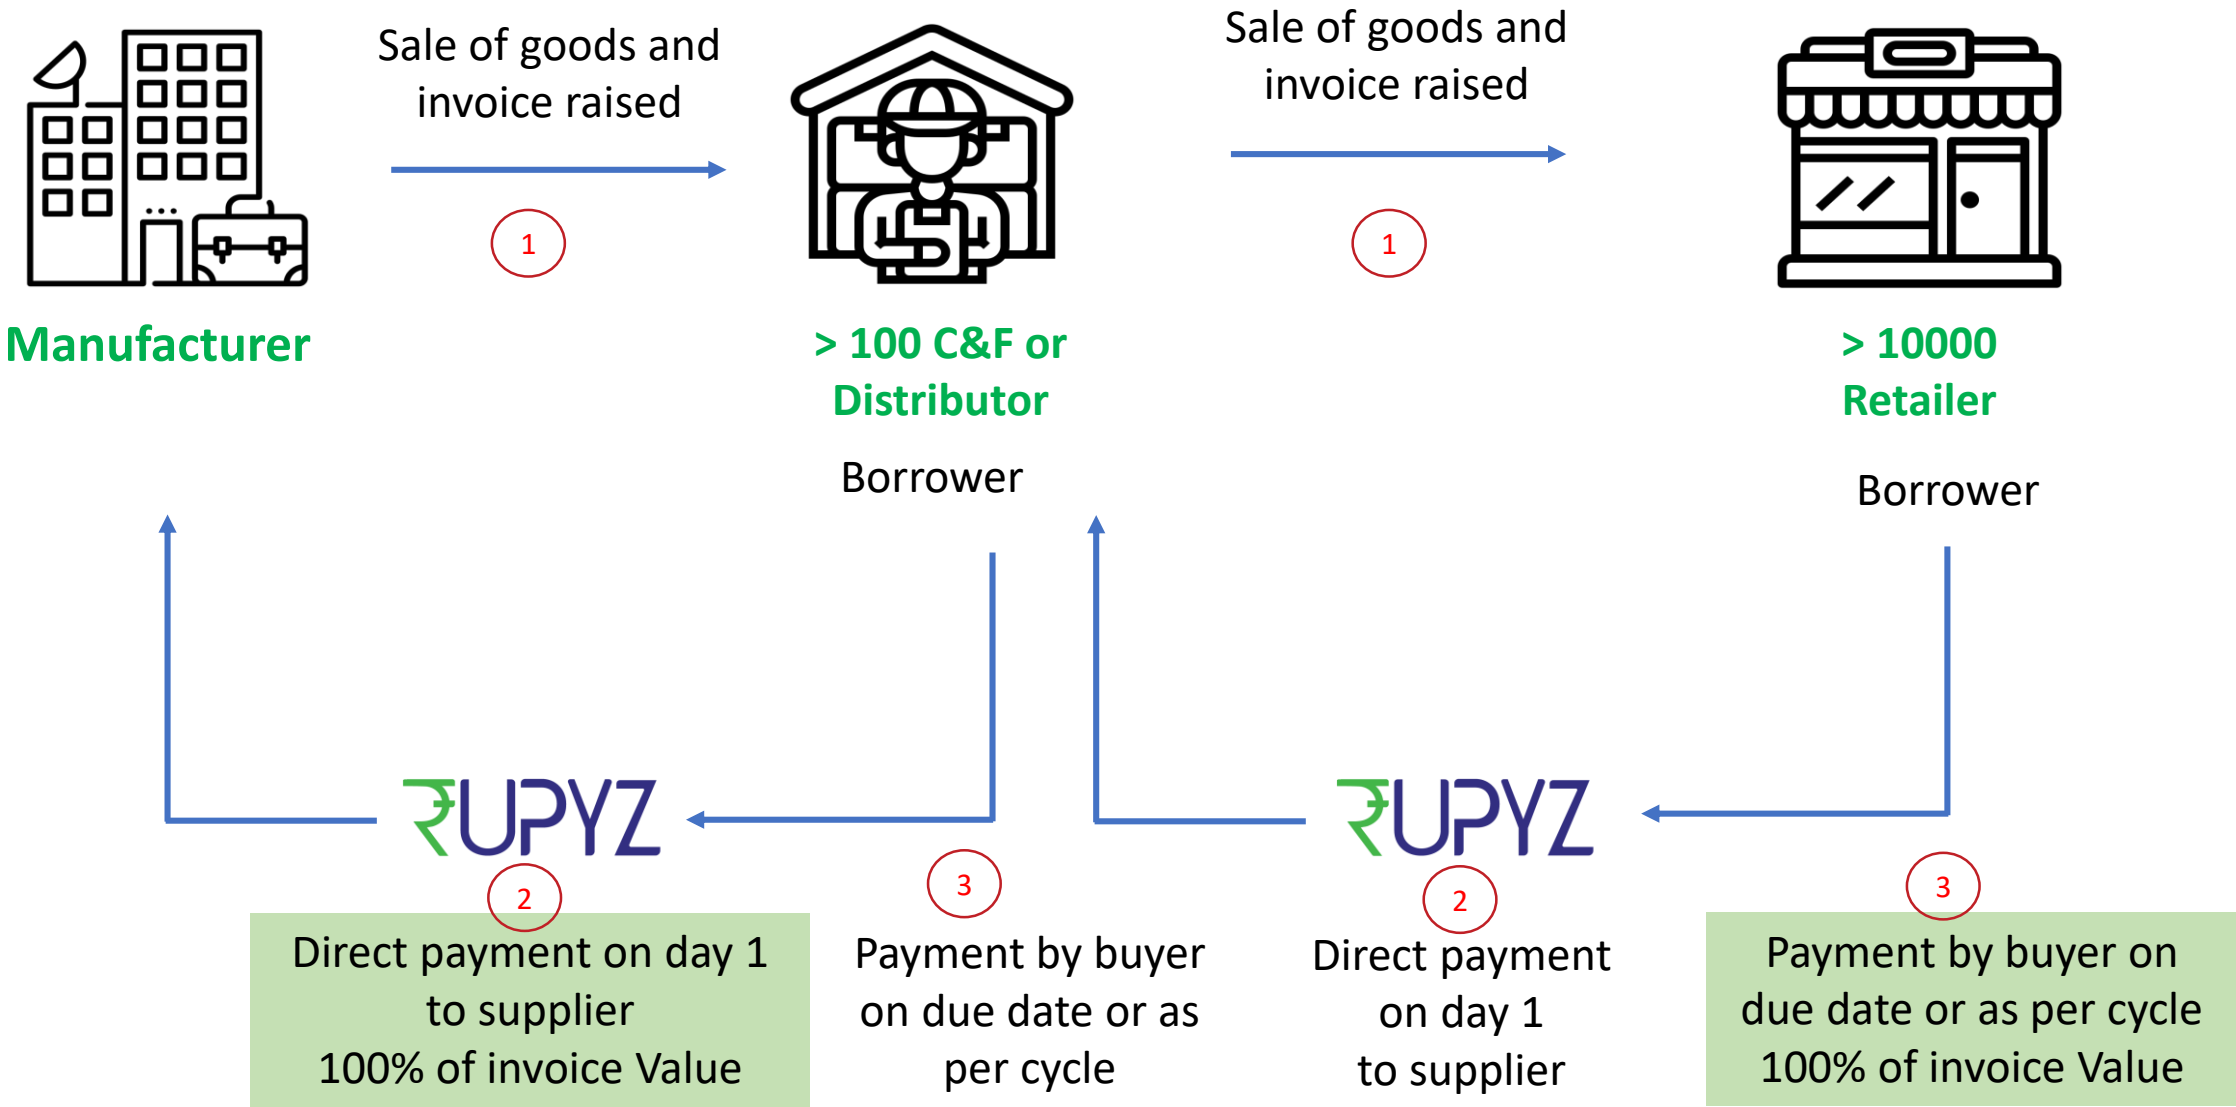 Sale of goods and
invoice raised
Sale of goods and
invoice raised
1
1
Manufacturer
> 100 C&F or
Distributor
> 10000
Retailer
Borrower
Borrower
₹UPYZ
₹UPYZ
2
3
2
3
Direct payment on day 1
to supplier
100% of invoice Value
Payment by buyer
on due date or as
per cycle
Direct payment
on day 1
to supplier
Payment by buyer on
due date or as per cycle
100% of invoice Value